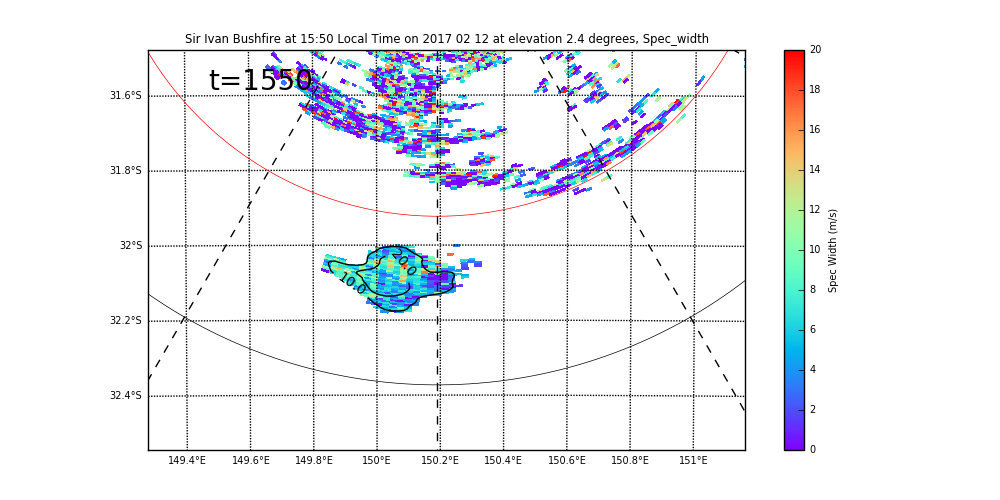 Sir Ivan Bushfire at 15:50 Local Time on 2017 02 12 at elevation 2.4 degrees, Spec_width
t=1550
31.6°S
31.8°S
32°S
32.2°S
32.4°S
20.0
10.0
149.4°E 149.6°E 149.8°E 150°E 150.2°E 150.4°E 150.6°E 150.8°E 151°E
20
18
16
14
12
10
8
6
4
2
0
Spec Width (m/s)